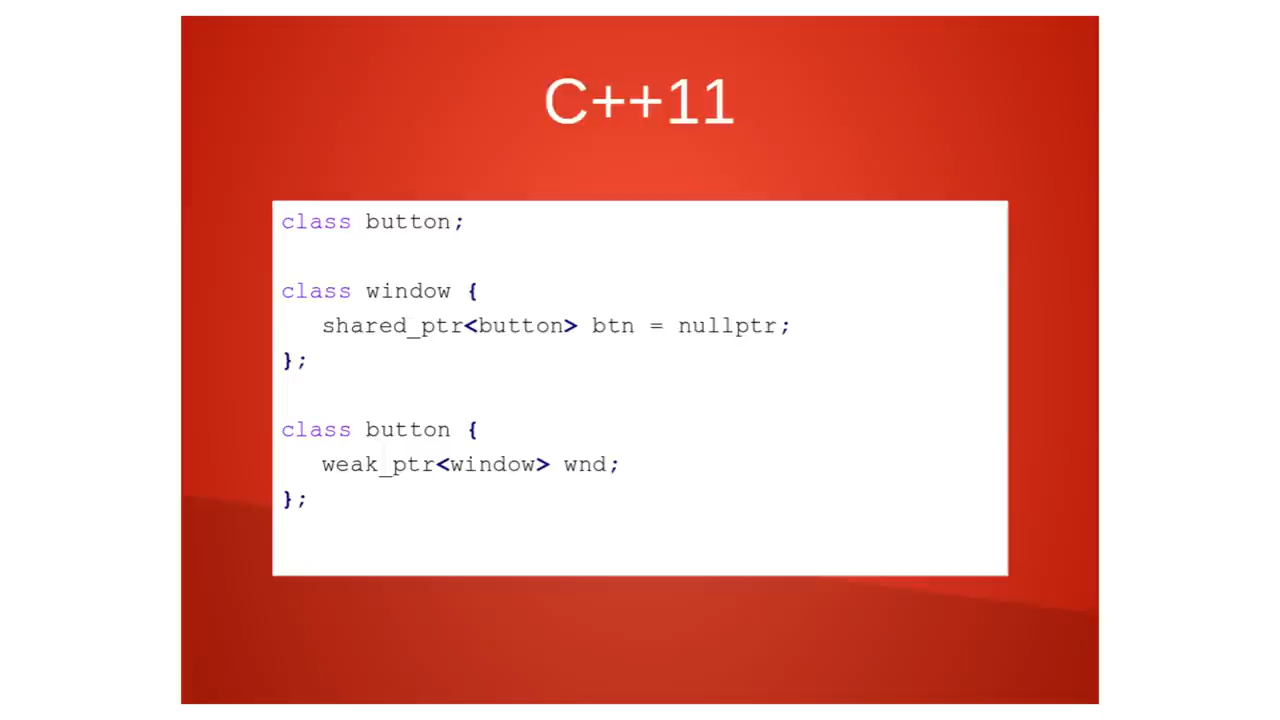 C++11
class button;
class window {
shared_ptr<button> btn = nullptr;
};
class button {
weak_ptr<window> wnd;
};